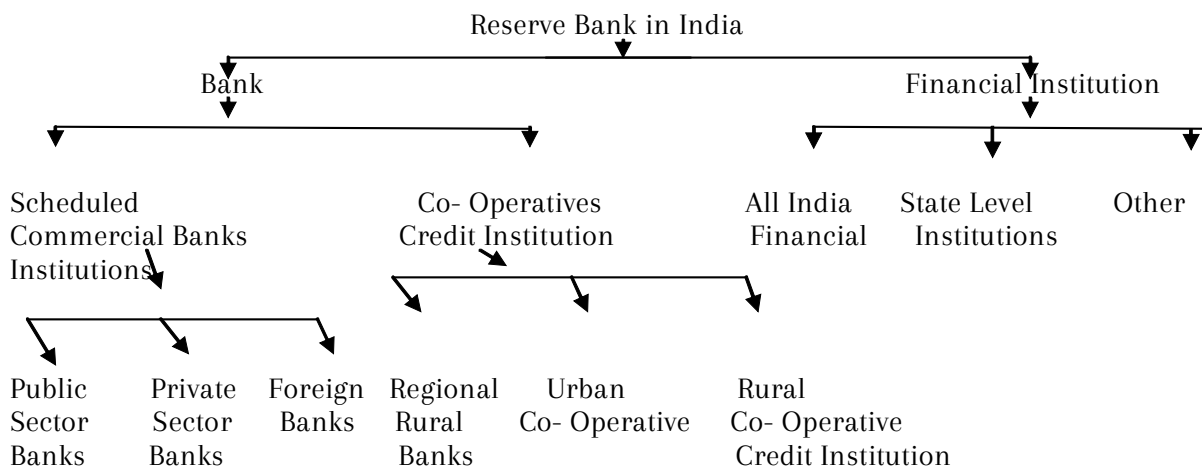 Reserve Bank in India
Bank
Financial Institution
Scheduled
Commercial Banks
Institutions
Co- Operatives
Credit Institution
All India
Financial
State Level
Institutions
Other
Public
Sector
Banks
Private
Sector
Banks
Foreign
Banks
Regional
Rural
Banks
Urban
Co- Operative
Rural
Co- Operative
Credit Institution